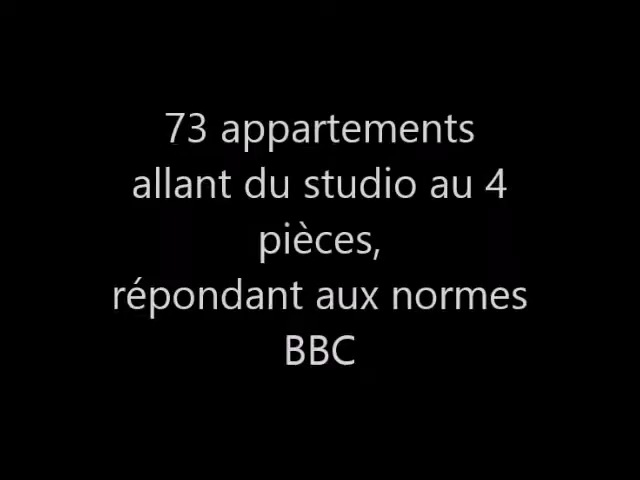 73 appartements
allant du studio au 4
pièces,
répondant aux normes
BBC